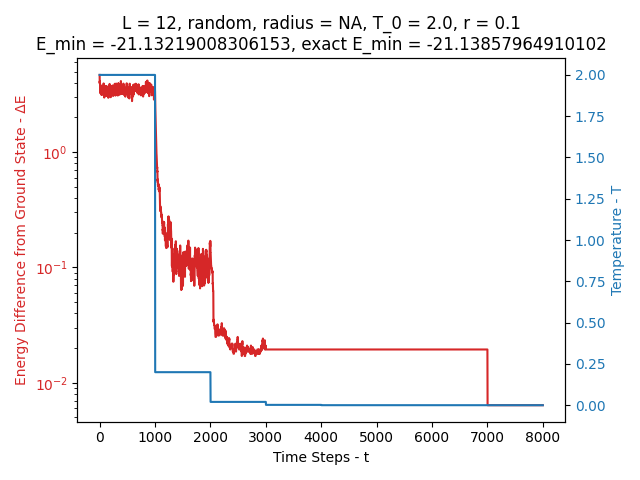 L = 12, random, radius = NA, T_0 = 2.0, r = 0.1
E_min = -21.13219008306153, exact E_min = -21.13857964910102
Energy Difference from Ground State - ΔE
10^0
10^-1
10^-2
2.00
1.75
1.50
1.25
1.00
0.75
0.50
0.25
0.00
Temperature - T
0 1000 2000 3000 4000 5000 6000 7000 8000
Time Steps - t